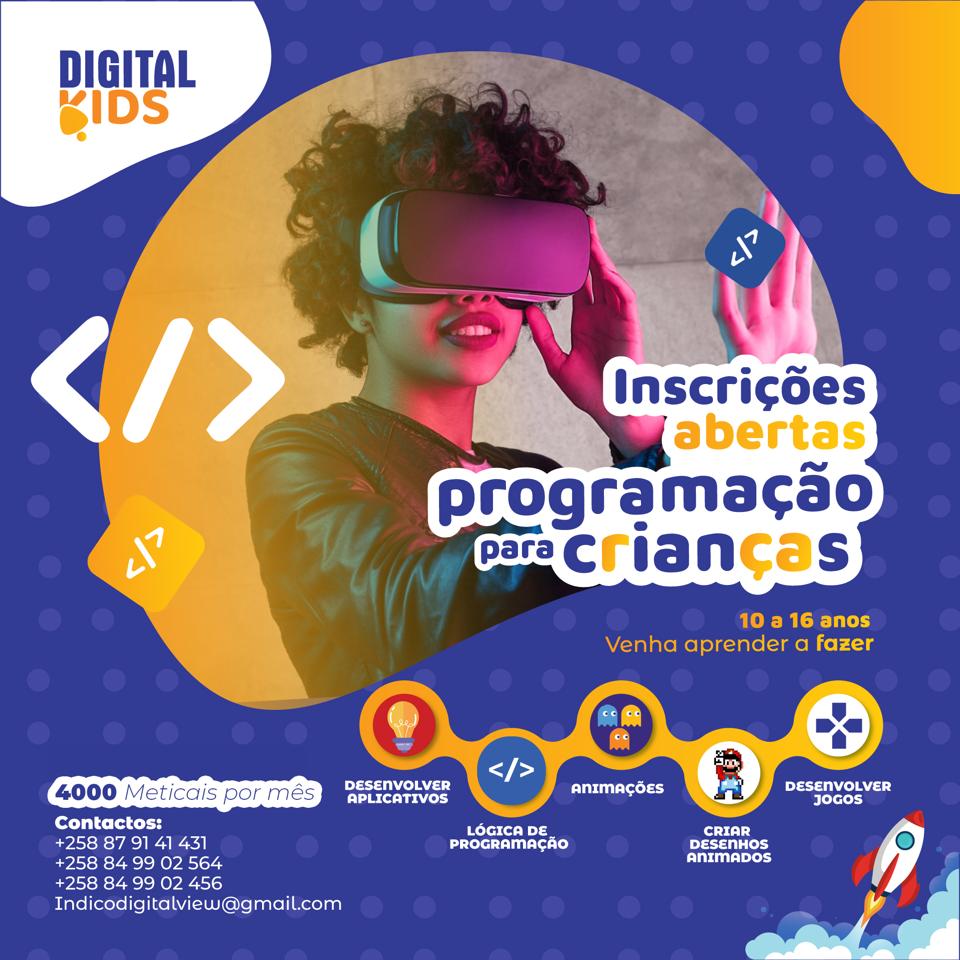 DIGITAL
KIDS
</>
</>
</>
Inscrições
abertas
programação
para crianças
10 a 16 anos
Venha aprender a fazer
DESENVOLVER
APLICATIVOS
</>
LÓGICA DE
PROGRAMAÇÃO
ANIMAÇÕES
CRIAR
DESENHOS
ANIMADOS
DESENVOLVER
JOGOS
4000 Meticais por mês
Contactos:
+258 87 91 41 431
+258 84 99 02 564
+258 84 99 02 456
Indicodigitalview@gmail.com